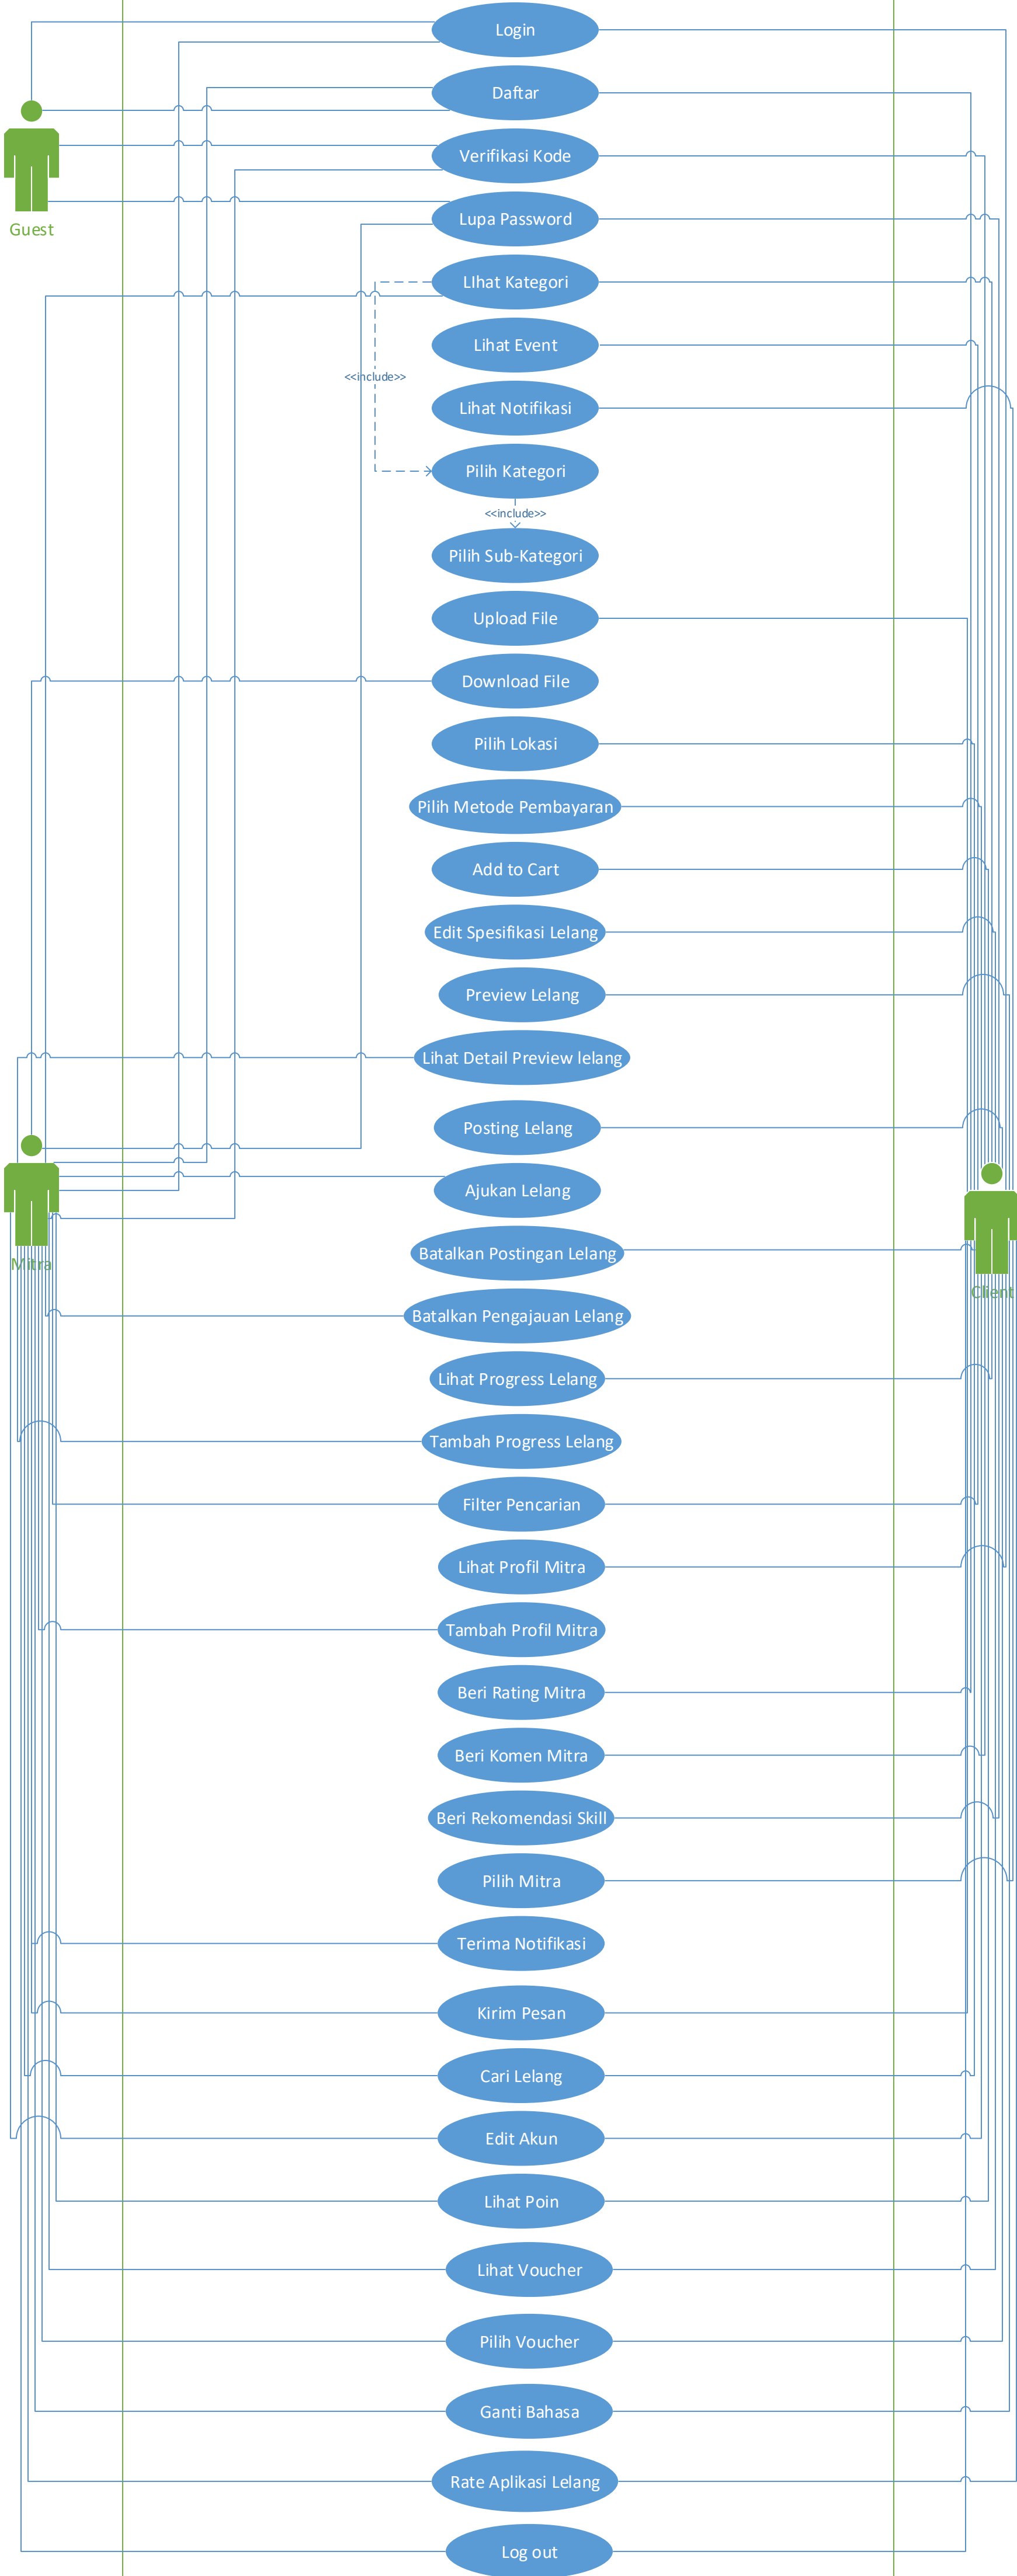 Login
Daftar
Verifikasi Kode
Guest
Lupa Password
LIhat Kategori
Lihat Event
<<include>>
Lihat Notifikasi
Pilih Kategori
<<include>>
Pilih Sub-Kategori
Upload File
Download File
Pilih Lokasi
Pilih Metode Pembayaran
Add to Cart
Edit Spesifikasi Lelang
Preview Lelang
Lihat Detail Preview lelang
Posting Lelang
Ajukan Lelang
Batalkan Postingan Lelang
Mitra
Client
Batalkan Pengajauan Lelang
Lihat Progress Lelang
Tambah Progress Lelang
Filter Pencarian
Lihat Profil Mitra
Tambah Profil Mitra
Beri Rating Mitra
Beri Komen Mitra
Beri Rekomendasi Skill
Pilih Mitra
Terima Notifikasi
Kirim Pesan
Cari Lelang
Edit Akun
Lihat Poin
Lihat Voucher
Pilih Voucher
Ganti Bahasa
Rate Aplikasi Lelang
Log out